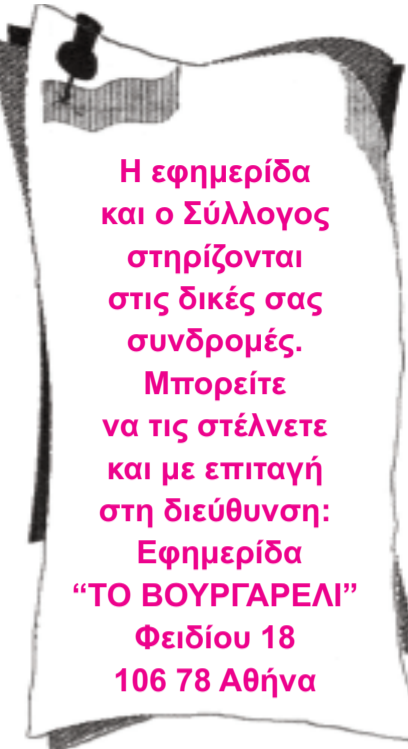 Η εφημερίδα
και ο Σύλλογος
στηρίζονται
στις δικές σας
συνδρομές.
Μπορείτε
να τις στέλνετε
και με επιταγή
στη διεύθυνση:
Εφημερίδα
“ΤΟ ΒΟΥΡΓΑΡΕΛΙ”
Φειδίου 18
106 78 Αθήνα